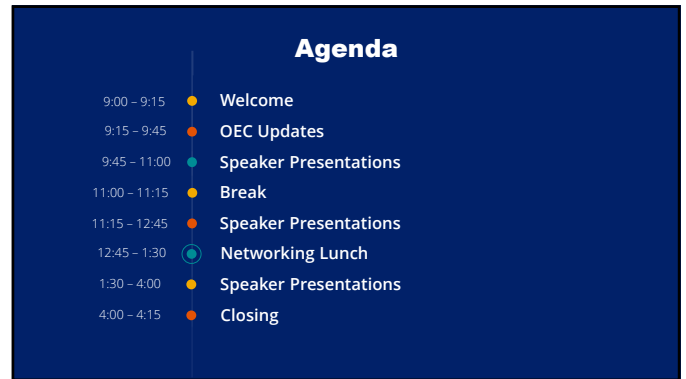 Agenda
9:00 – 9:15 Welcome
9:15 – 9:45 OEC Updates
9:45 – 11:00 Speaker Presentations
11:00 – 11:15 Break
11:15 – 12:45 Speaker Presentations
12:45 – 1:30 Networking Lunch
1:30 – 4:00 Speaker Presentations
4:00 – 4:15 Closing